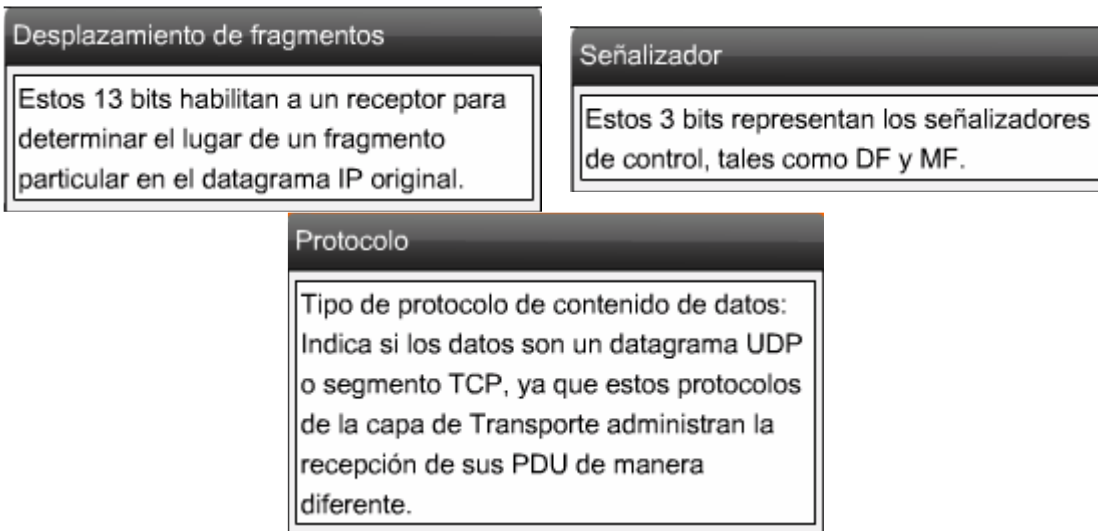 Desplazamiento de fragmentos
Estos 13 bits habilitan a un receptor para
determinar el lugar de un fragmento
particular en el datagrama IP original.
Señalizador
Estos 3 bits representan los señalizadores
de control, tales como DF y MF.
Protocolo
Tipo de protocolo de contenido de datos:
Indica si los datos son un datagrama UDP
o segmento TCP, ya que estos protocolos
de la capa de Transporte administran la
recepción de sus PDU de manera
diferente.